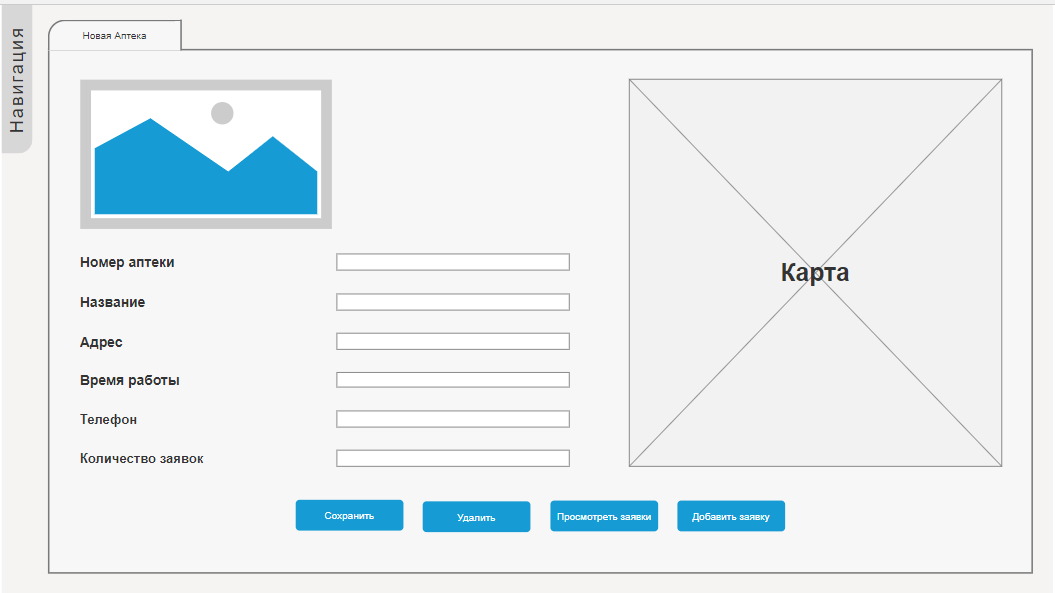 Навигация
Новая Аптека
Карта
Номер аптеки
Название
Адрес
Время работы
Телефон
Количество заявок
Сохранить
Удалить
Просмотреть заявки
Добавить заявку